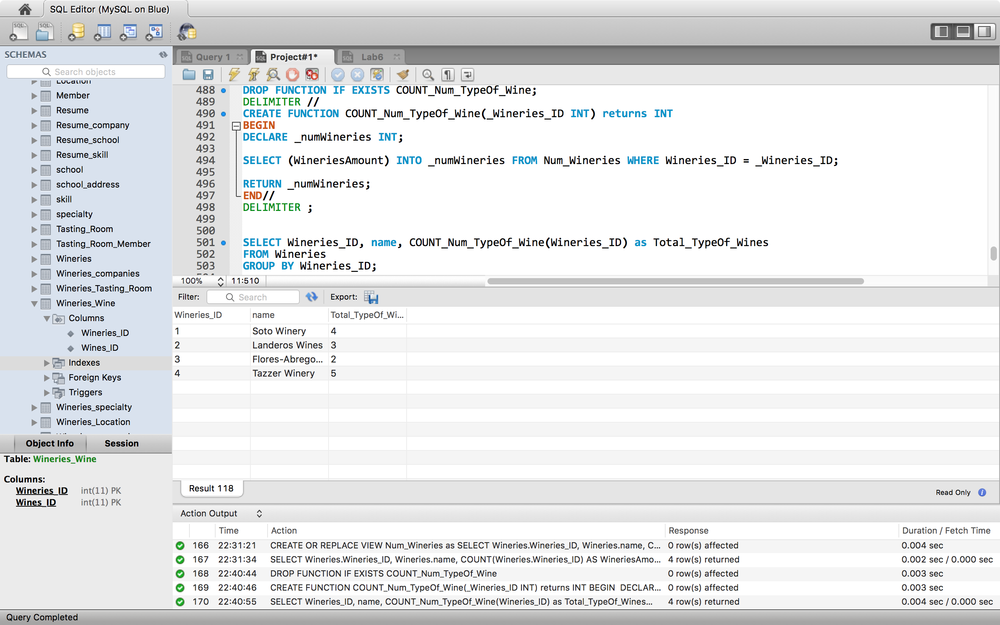 SQL Editor (MySQL on Blue)
SQL SQL
SCHEMAS
Search objects
Location
Member
Resume
Resume_company
Resume_school
Resume_skill
school
school_address
skill
specialty
Tasting_Room
Tasting_Room_Member
Wineries
Wineries_companies
Wineries_Tasting_Room
Wineries_Wine
Columns
Wineries_ID
Wines_ID
Indexes
Foreign Keys
Triggers
Wineries_specialty
Wineries_Location
Object Info Session
Table: Wineries_Wine
Columns:
Wineries_ID int(11) PK
Wines_ID int(11) PK
SQL Query 1 SQL Project#1* SQL Lab6
488 DROP FUNCTION IF EXISTS COUNT_Num_TypeOf_Wine;
489 DELIMITER //
490 CREATE FUNCTION COUNT_Num_TypeOf_Wine(_Wineries_ID INT) returns INT
491 BEGIN
492 DECLARE _numWineries INT;
493
494 SELECT (WineriesAmount) INTO _numWineries FROM Num_Wineries WHERE Wineries_ID = _Wineries_ID;
495
496 RETURN _numWineries;
497 END//
498 DELIMITER ;
499
500
501 SELECT Wineries_ID, name, COUNT_Num_TypeOf_Wine(Wineries_ID) as Total_TypeOf_Wines
502 FROM Wineries
503 GROUP BY Wineries_ID;
100% 11:510
Filter: Search Export:
Wineries_ID name Total_TypeOf_Wi...
1 Soto Winery 4
2 Landeros Wines 3
3 Flores-Abrego... 2
4 Tazzer Winery 5
Result 118
Read Only
Action Output
Time Action Response Duration / Fetch Time
166 22:31:21 CREATE OR REPLACE VIEW Num_Wineries as SELECT Wineries.Wineries_ID, Wineries.name, C... 0 row(s) affected 0.004 sec
167 22:31:34 SELECT Wineries.Wineries_ID, Wineries.name, COUNT(Wineries.Wineries_ID) AS WineriesAmo... 4 row(s) returned 0.002 sec / 0.000 sec
168 22:40:44 DROP FUNCTION IF EXISTS COUNT_Num_TypeOf_Wine 0 row(s) affected 0.003 sec
169 22:40:46 CREATE FUNCTION COUNT_Num_TypeOf_Wine(_Wineries_ID INT) returns INT BEGIN DECLAR... 0 row(s) affected 0.003 sec
170 22:40:55 SELECT Wineries_ID, name, COUNT_Num_TypeOf_Wine(Wineries_ID) as Total_TypeOf_Wines... 4 row(s) returned 0.004 sec / 0.000 sec
Query Completed